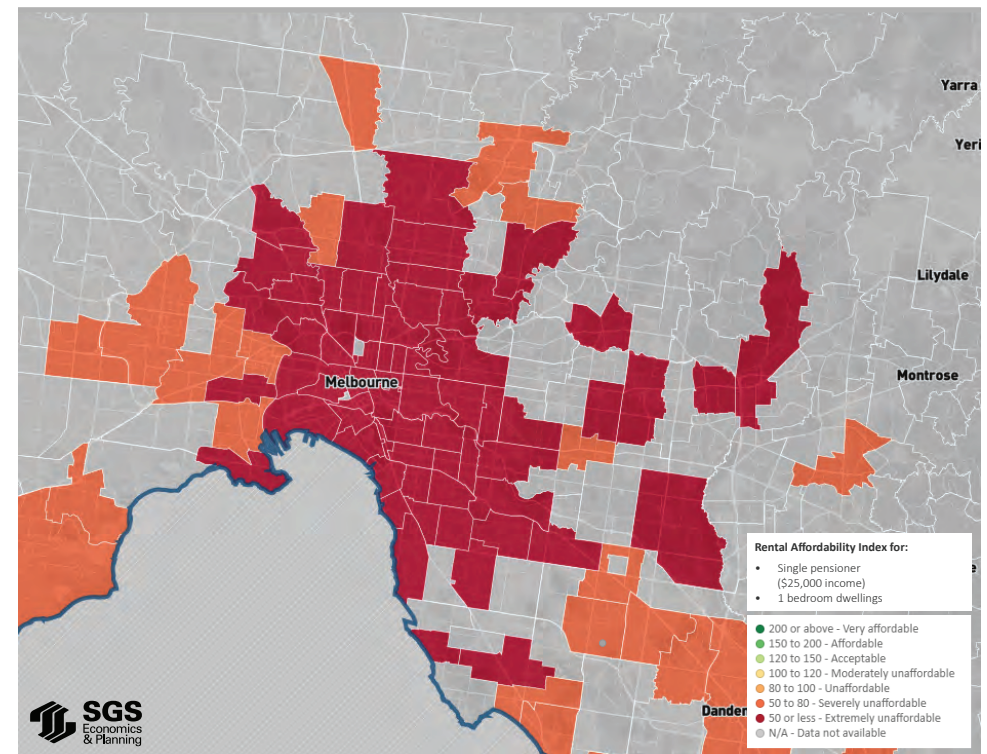 Yarra
Yeri
Lilydale
Montrose
Melbourne
Rental Affordability Index for:
• Single pensioner
($25,000 income)
• 1 bedroom dwellings
e
200 or above - Very affordable
150 to 200 - Affordable
120 to 150 - Acceptable
100 to 120 - Moderately unaffordable
80 to 100 - Unaffordable
50 to 80 - Severely unaffordable
50 or less - Extremely unaffordable
N/A - Data not available
Danden
SGS
Economics
& Planning